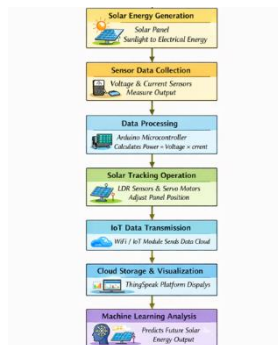 Solar Energy Generation
Solar Panel
Sunlight to Electrical Energy
Sensor Data Collection
Voltage & Current Sensors
Measure Output
Data Processing
Arduino Microcontroller
Calculates Power = Voltage × orrent
Solar Tracking Operation
LDR Sensors & Servo Motors
Adjust Panel Position
IoT Data Transmission
WiFi / IoT Module Sends Data Cloud
Cloud Storage & Visualization
ThingSpeak Platform Dispalys
Machine Learning Analysis
Predicts Future Solar
Energy Output